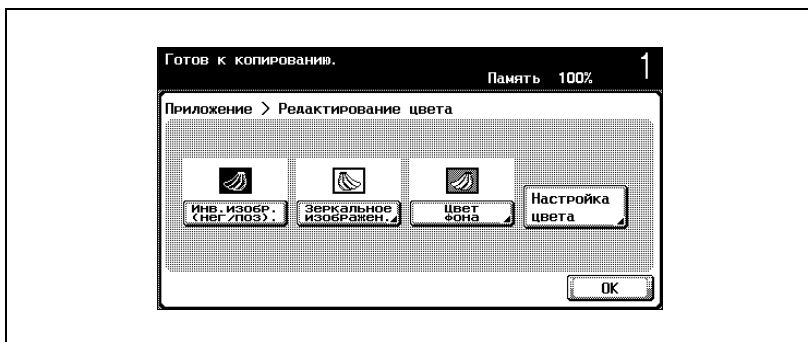 Готов к копированию.
Память 100% 1
Приложение > Редактирование цвета
Инв.изобр.
(нег/поз).
Зеркальное
изображен.
Цвет
фона
Настройка
цвета
OK